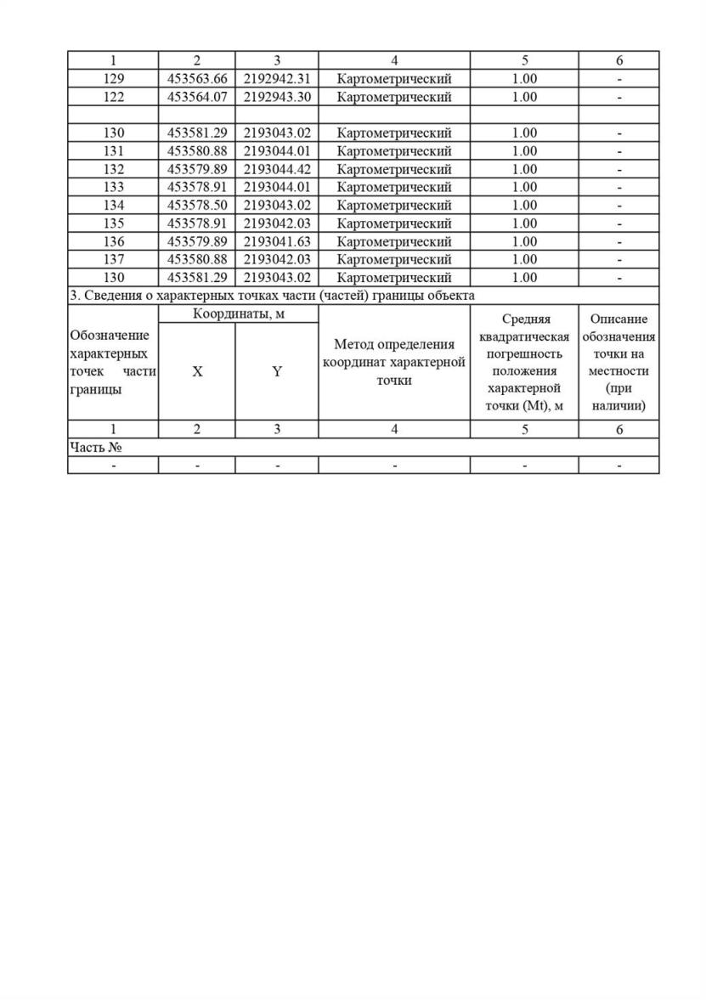 1 2 3 4 5 6
129 453563.66 2192942.31 Картометрический 1.00 -
122 453564.07 2192943.30 Картометрический 1.00 -
130 453581.29 2193043.02 Картометрический 1.00 -
131 453580.88 2193044.01 Картометрический 1.00 -
132 453579.89 2193044.42 Картометрический 1.00 -
133 453578.91 2193044.01 Картометрический 1.00 -
134 453578.50 2193043.02 Картометрический 1.00 -
135 453578.91 2193042.03 Картометрический 1.00 -
136 453579.89 2193041.63 Картометрический 1.00 -
137 453580.88 2193042.03 Картометрический 1.00 -
130 453581.29 2193043.02 Картометрический 1.00 -
3. Сведения о характерных точках части (частей) границы объекта
Обозначение
характерных
точек части
границы
Координаты, м
X Y
Метод определения
координат характерной
точки
Средняя
квадратическая
погрешность
положения
характерной
точки (Mt), м
Описание
обозначения
точки на
местности
(при
наличии)
1 2 3 4 5 6
Часть №
- - - - - -